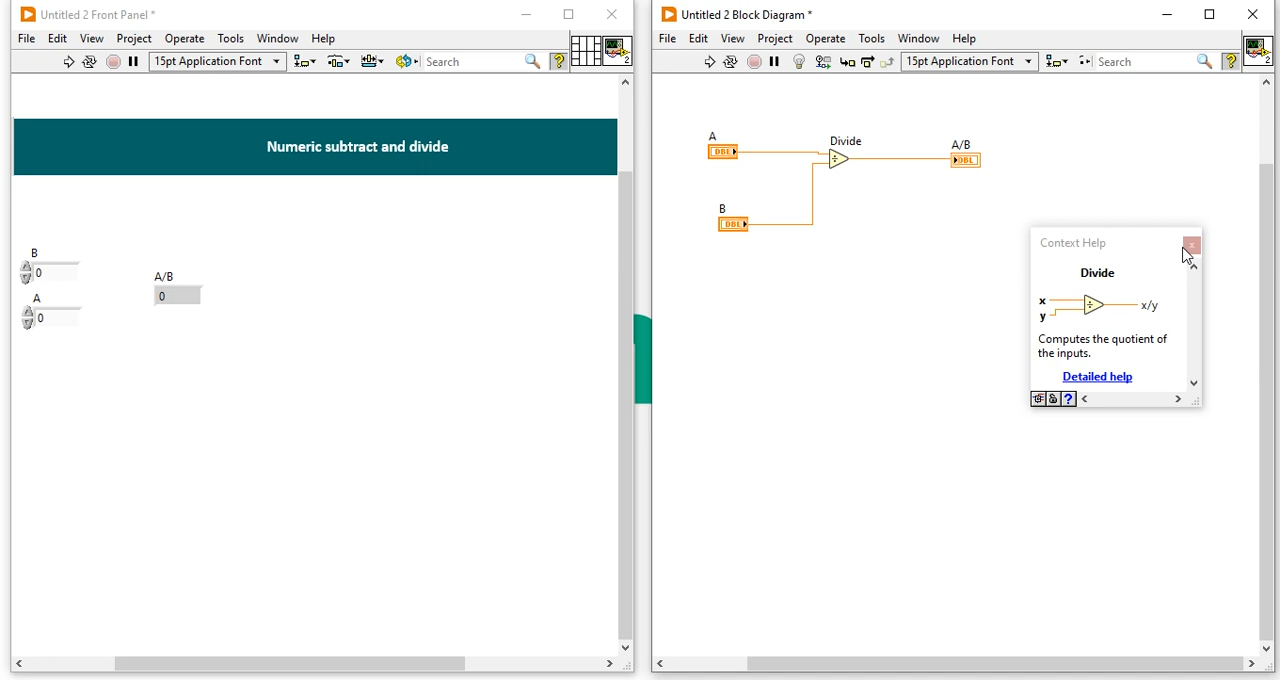 Untitled 2 Front Panel *
File Edit View Project Operate Tools Window Help
15pt Application Font
Search
?
2
Numeric subtract and divide
B
0
A
0
A/B
0
Untitled 2 Block Diagram *
File Edit View Project Operate Tools Window Help
15pt Application Font
Search
?
2
A
DBL
Divide
A/B
DBL
B
DBL
Context Help
x
Divide
x
y
x/y
Computes the quotient of
the inputs.
Detailed help
?